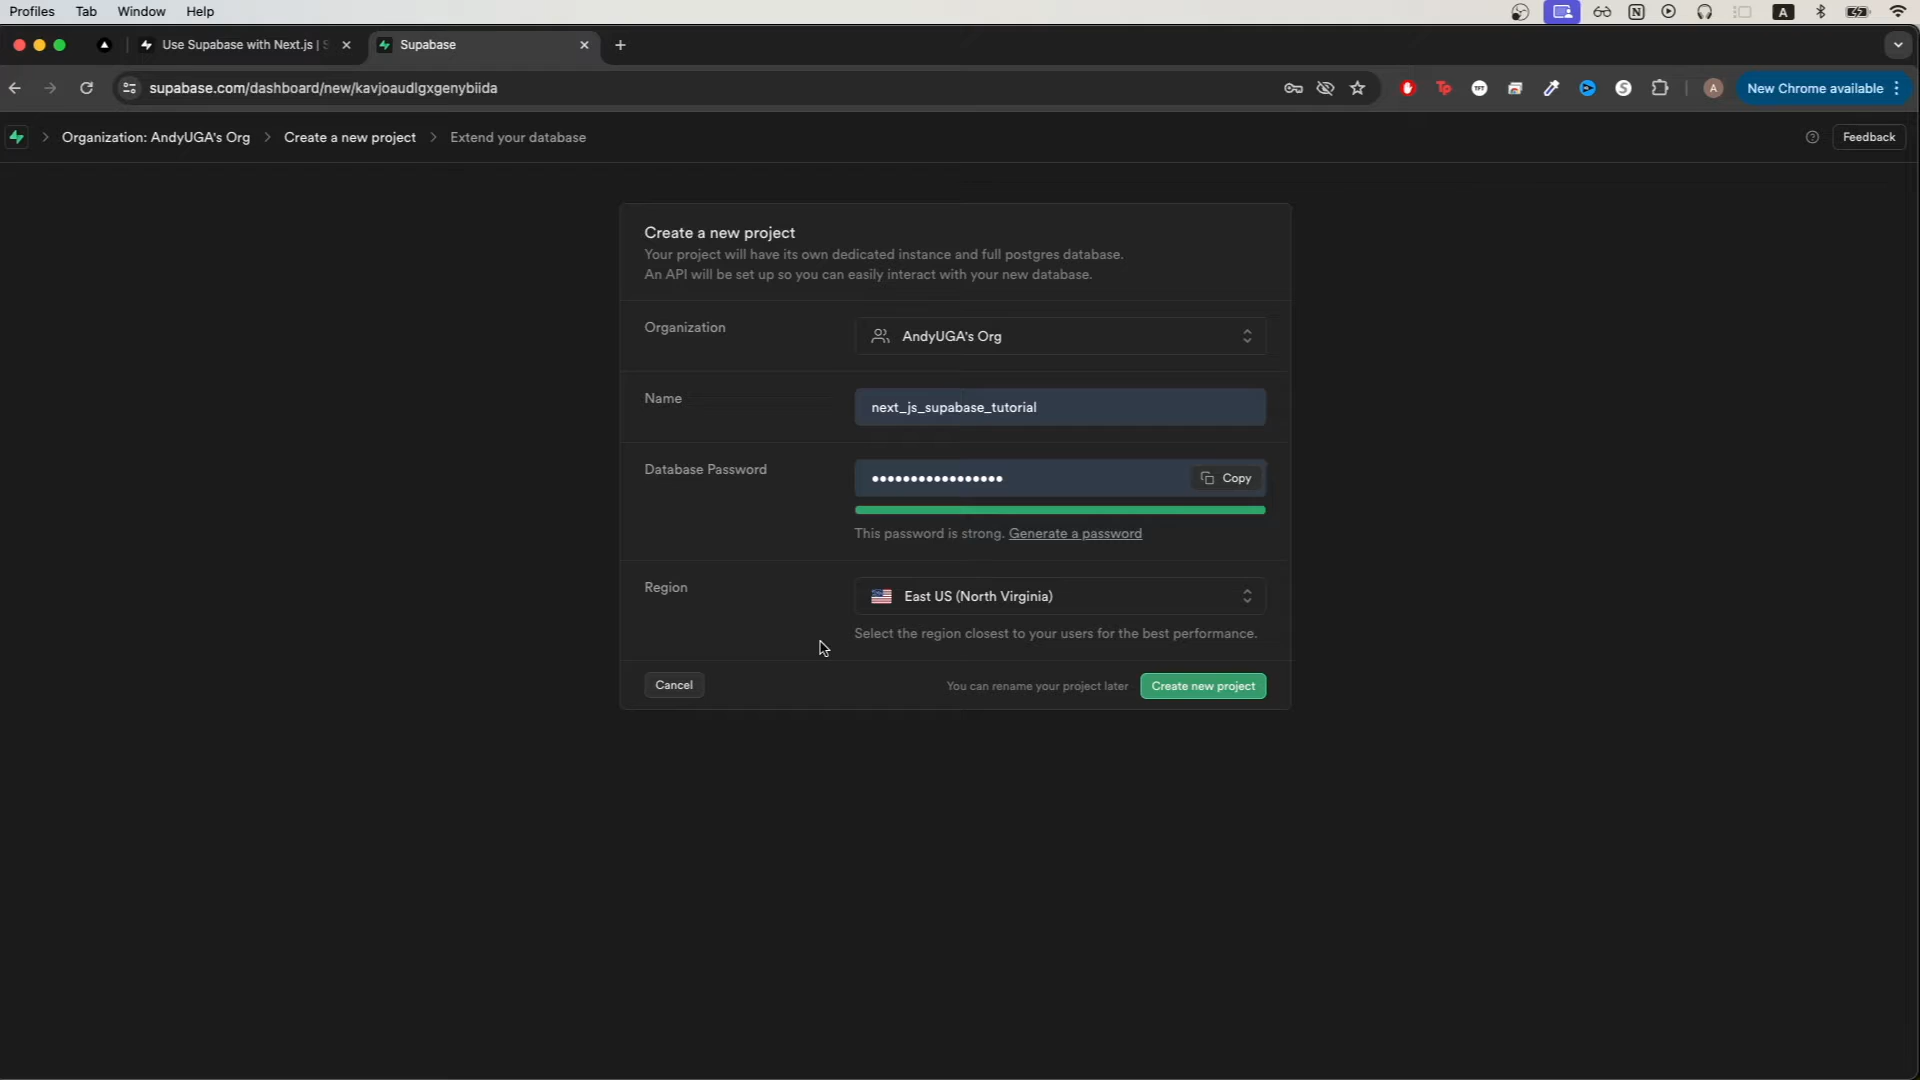 Profiles Tab Window Help
A
Use Supabase with Next.js | S
Supabase
supabase.com/dashboard/new/kavjoaudlgxgenybiida
A
New Chrome available
Organization: AndyUGA's Org
Create a new project
Extend your database
Feedback
Create a new project
Your project will have its own dedicated instance and full postgres database.
An API will be set up so you can easily interact with your new database.
Organization
AndyUGA's Org
Name
next_js_supabase_tutorial
Database Password
•••••••••••••••••
Copy
This password is strong. Generate a password
Region
East US (North Virginia)
Select the region closest to your users for the best performance.
Cancel
You can rename your project later
Create new project